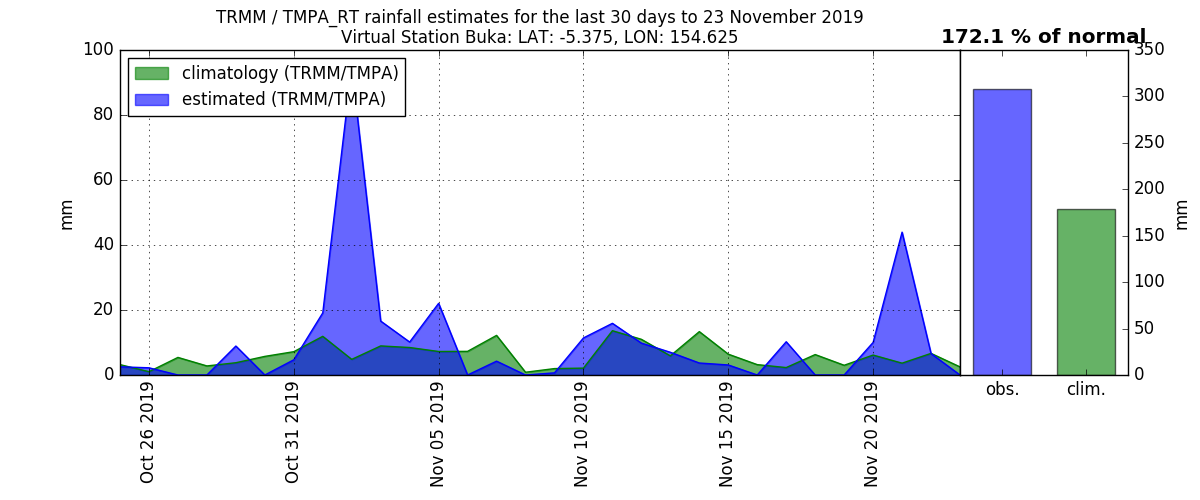 TRMM / TMPA_RT rainfall estimates for the last 30 days to 23 November 2019
Virtual Station Buka: LAT: -5.375, LON: 154.625
172.1 % of normal
climatology (TRMM/TMPA)
estimated (TRMM/TMPA)
100
80
60
40
20
0
mm
Oct 26 2019
Oct 31 2019
Nov 05 2019
Nov 10 2019
Nov 15 2019
Nov 20 2019
350
300
250
200
150
100
50
0
mm
obs.
clim.